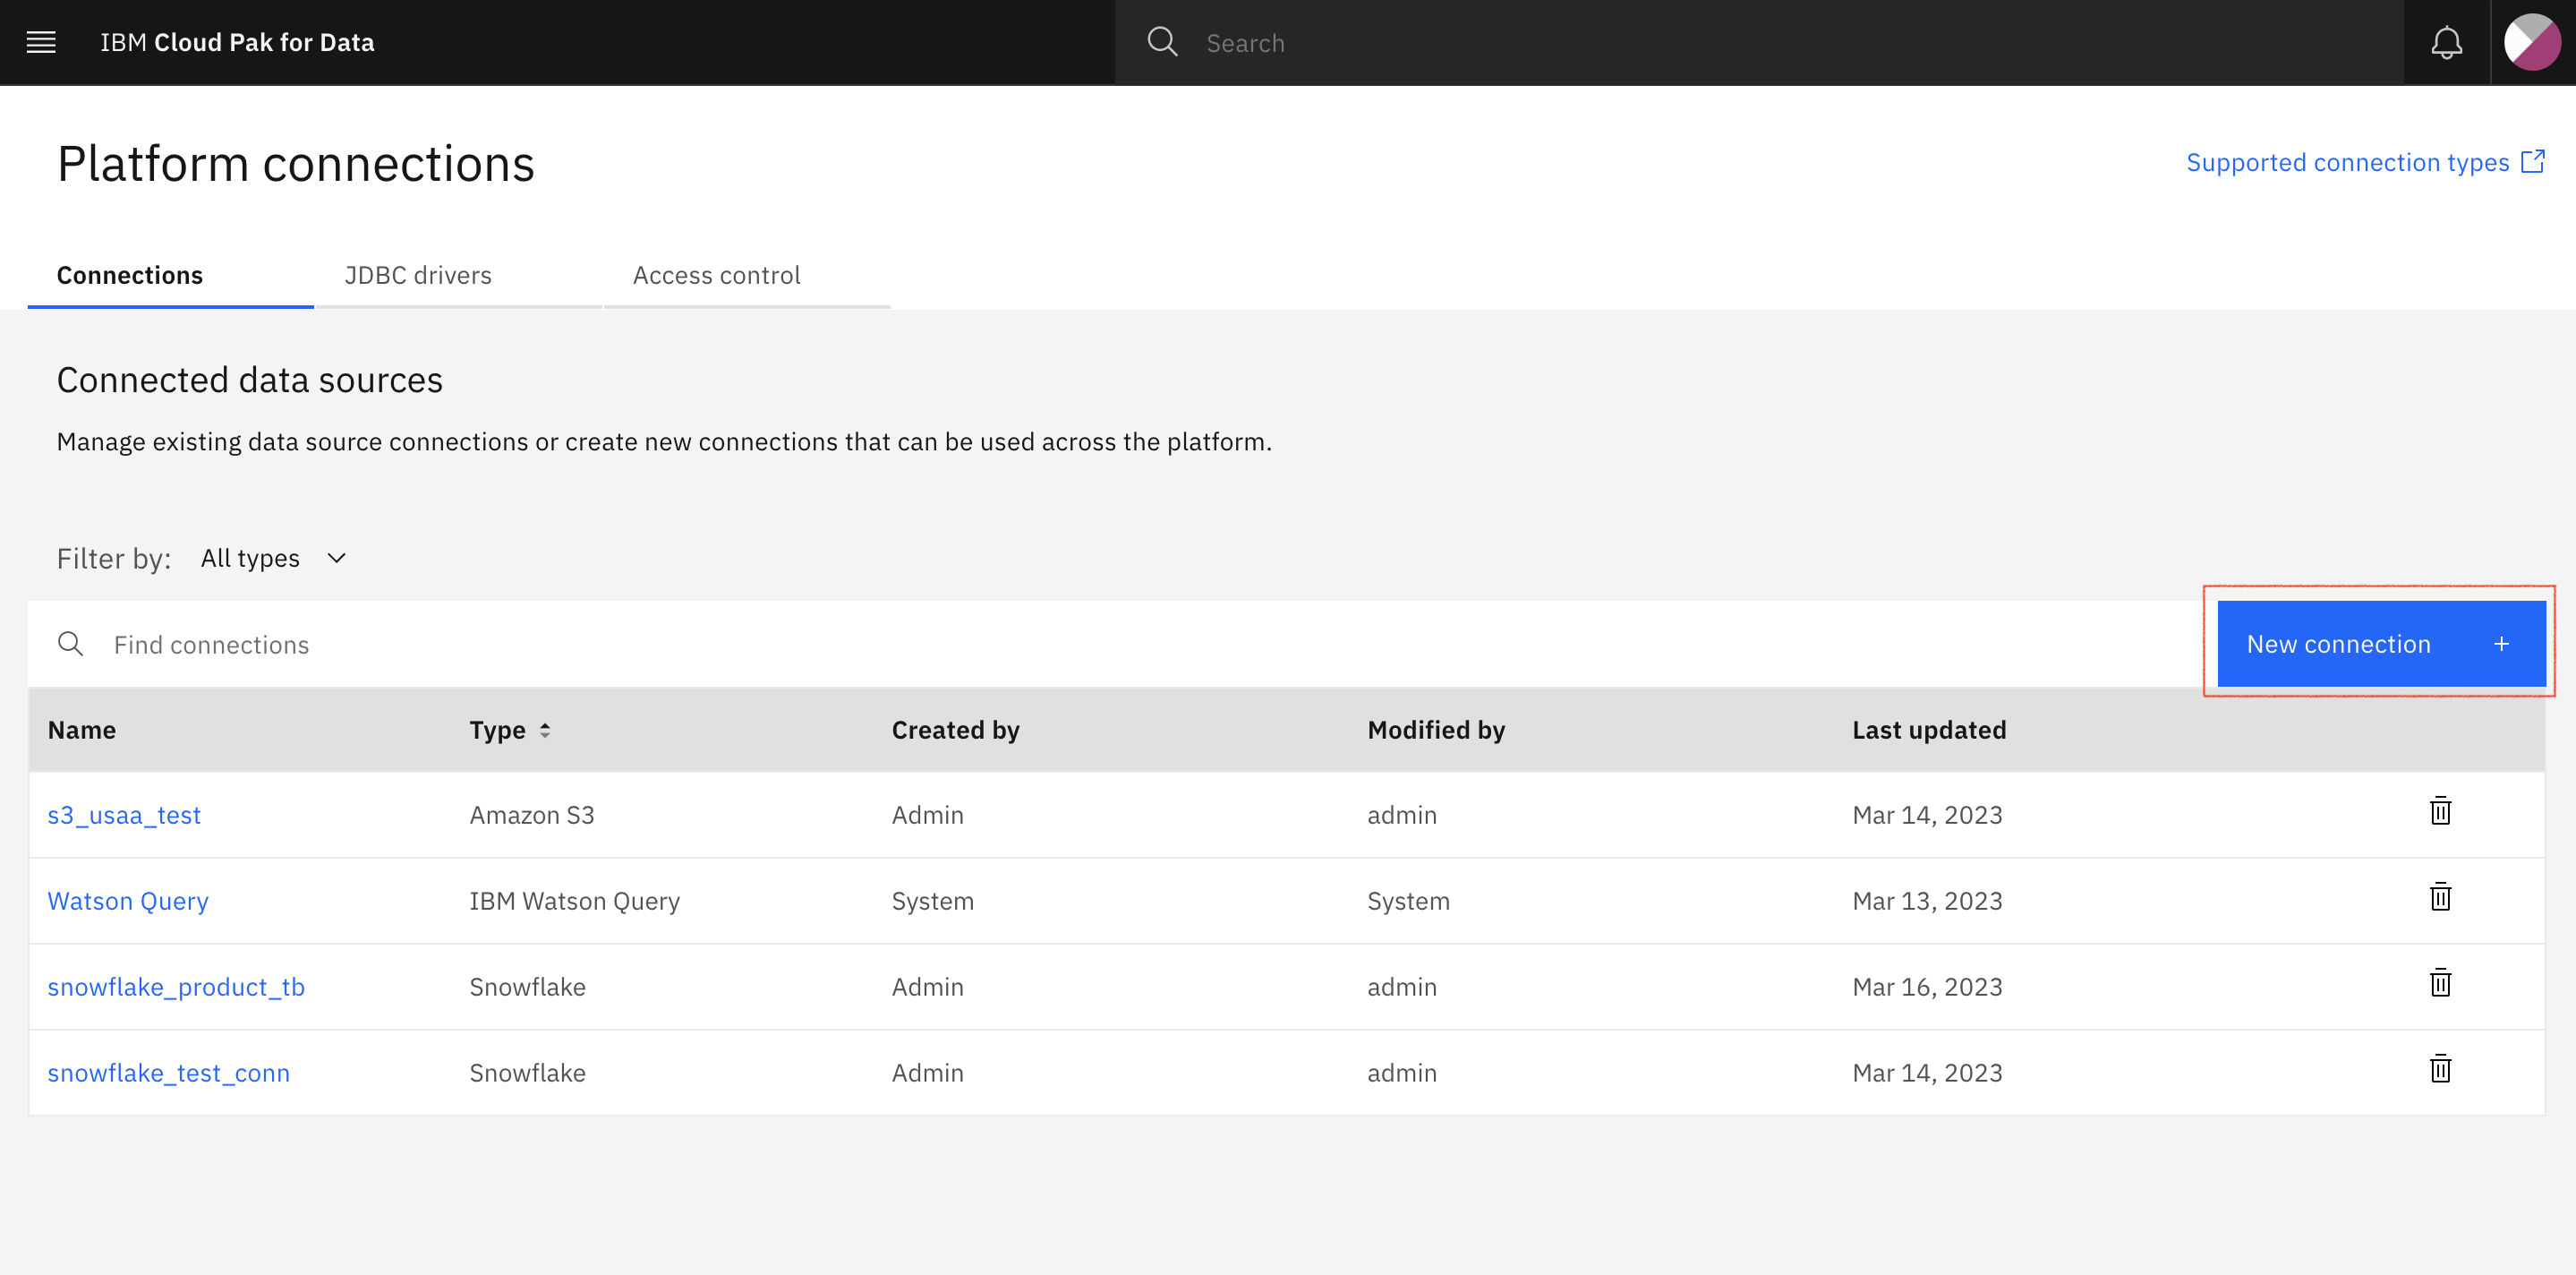 IBM Cloud Pak for Data
Search
Platform connections
Supported connection types
Connections JDBC drivers Access control
Connected data sources
Manage existing data source connections or create new connections that can be used across the platform.
Filter by: All types
Find connections
New connection +
Name Type Created by Modified by Last updated
s3_usaa_test Amazon S3 Admin admin Mar 14, 2023
Watson Query IBM Watson Query System System Mar 13, 2023
snowflake_product_tb Snowflake Admin admin Mar 16, 2023
snowflake_test_conn Snowflake Admin admin Mar 14, 2023